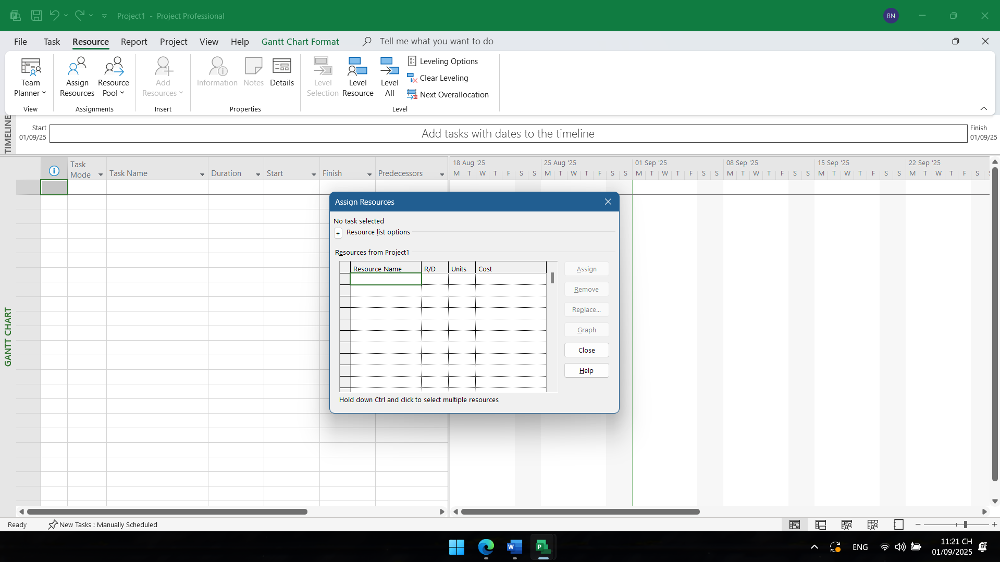 Project1 - Project Professional
BN
File Task Resource Report Project View Help Gantt Chart Format Tell me what you want to do
Team Planner
Assign Resources
Resource Pool
Add Resources
Information
Notes
Details
Level Selection
Level Resource
Level All
Leveling Options
Clear Leveling
Next Overallocation
View Assignments Insert Properties Level
TIMELINE
Start
01/09/25
Add tasks with dates to the timeline
Finish
01/09/25
Task Mode
Task Name
Duration
Start
Finish
Predecessors
18 Aug '25 25 Aug '25 01 Sep '25 08 Sep '25 15 Sep '25 22 Sep '25
M T W T F S S M T W T F S S M T W T F S S M T W T F S S M T W T F S S M T W T F S
GANTT CHART
Assign Resources
No task selected
+ Resource list options
Resources from Project1
Resource Name R/D Units Cost
Assign
Remove
Replace...
Graph
Close
Help
Hold down Ctrl and click to select multiple resources
Ready New Tasks : Manually Scheduled
ENG
11:21 CH
01/09/2025